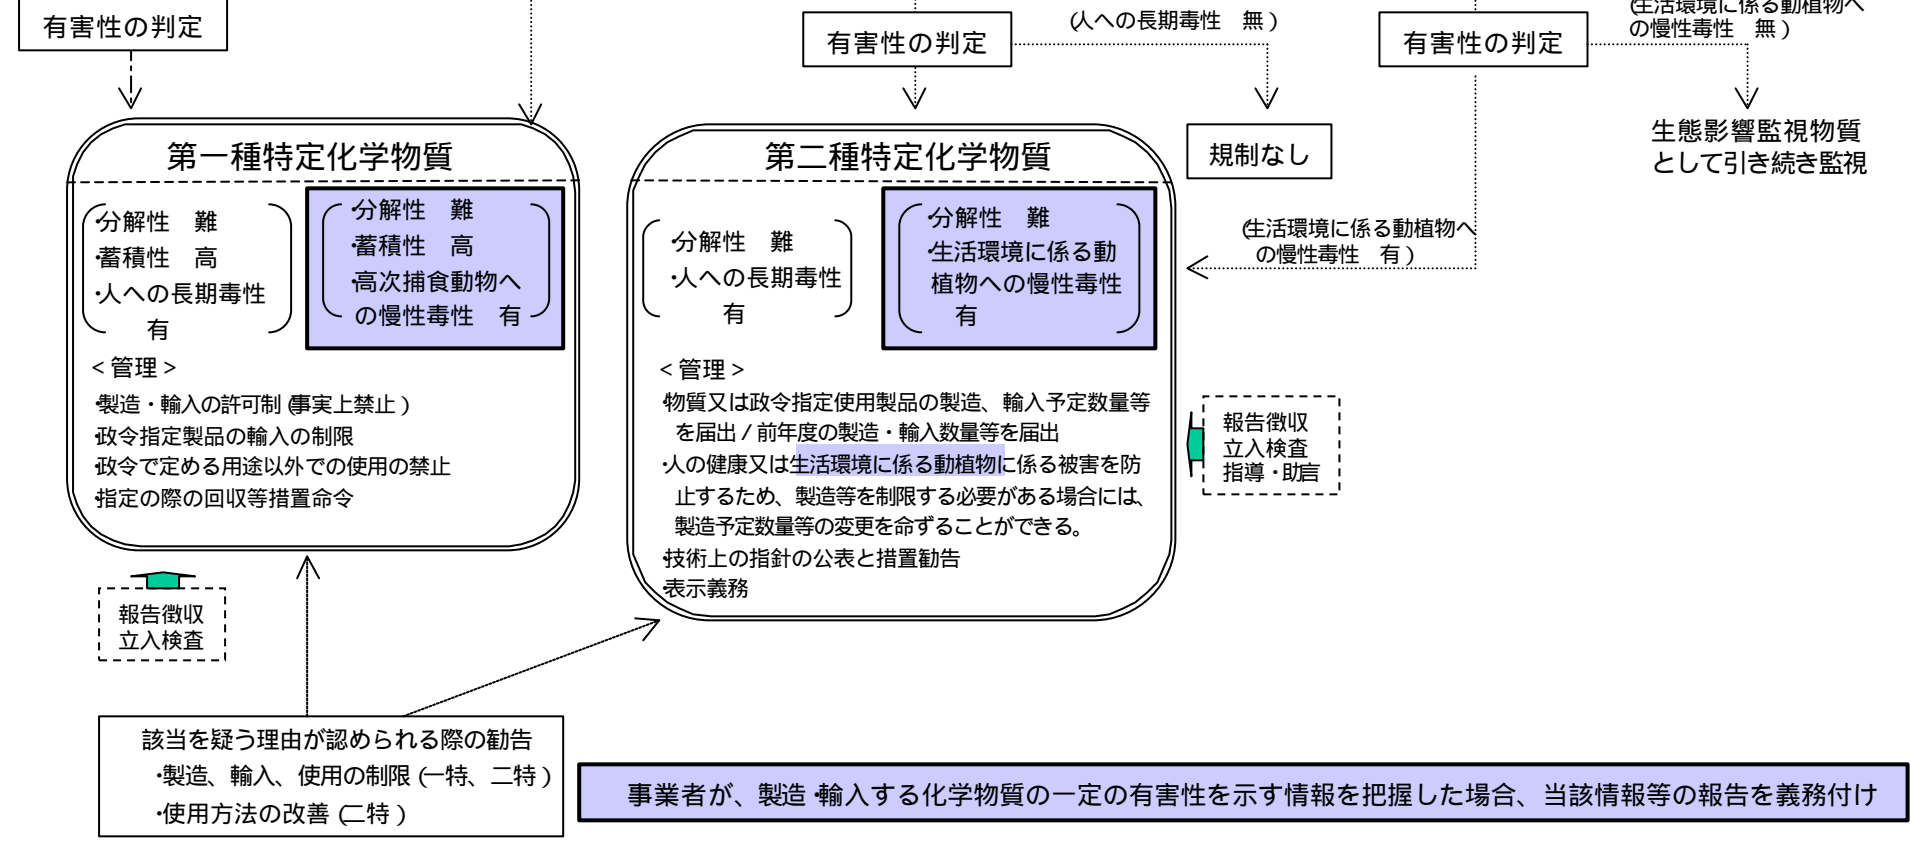 有害性の判定
有害性の判定
(人への長期毒性　無)
有害性の判定
(生活環境に係る動植物へ
の慢性毒性　無)
第一種特定化学物質
・分解性　難
・蓄積性　高
・人への長期毒性
有
・分解性　難
・蓄積性　高
・高次捕食動物へ
の慢性毒性　有
<管理>
・製造・輸入の許可制(事実上禁止)
・政令指定製品の輸入の制限
・政令で定める用途以外での使用の禁止
・指定の際の回収等措置命令
第二種特定化学物質
・分解性　難
・人への長期毒性
有
・分解性　難
・生活環境に係る動
植物への慢性毒性
有
<管理>
・物質又は政令指定使用製品の製造、輸入予定数量等
を届出/前年度の製造・輸入数量等を届出
・人の健康又は生活環境に係る動植物に係る被害を防
止するため、製造等を制限する必要がある場合には、
製造予定数量等の変更を命ずることができる。
・技術上の指針の公表と措置勧告
・表示義務
規制なし
生態影響監視物質
として引き続き監視
(生活環境に係る動植物へ
の慢性毒性　有)
報告徴収
立入検査
指導・助言
報告徴収
立入検査
該当を疑う理由が認められる際の勧告
・製造、輸入、使用の制限(一特、二特)
・使用方法の改善(二特)
事業者が、製造・輸入する化学物質の一定の有害性を示す情報を把握した場合、当該情報等の報告を義務付け